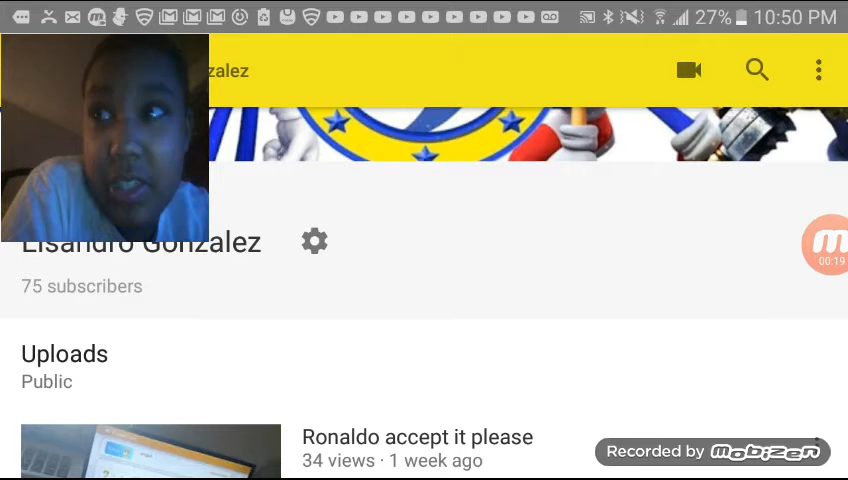 27% 10:50 PM
zalez
Lisandro Gonzalez
75 subscribers
00:19
Uploads
Public
Ronaldo accept it please
34 views · 1 week ago
Recorded by mobizen